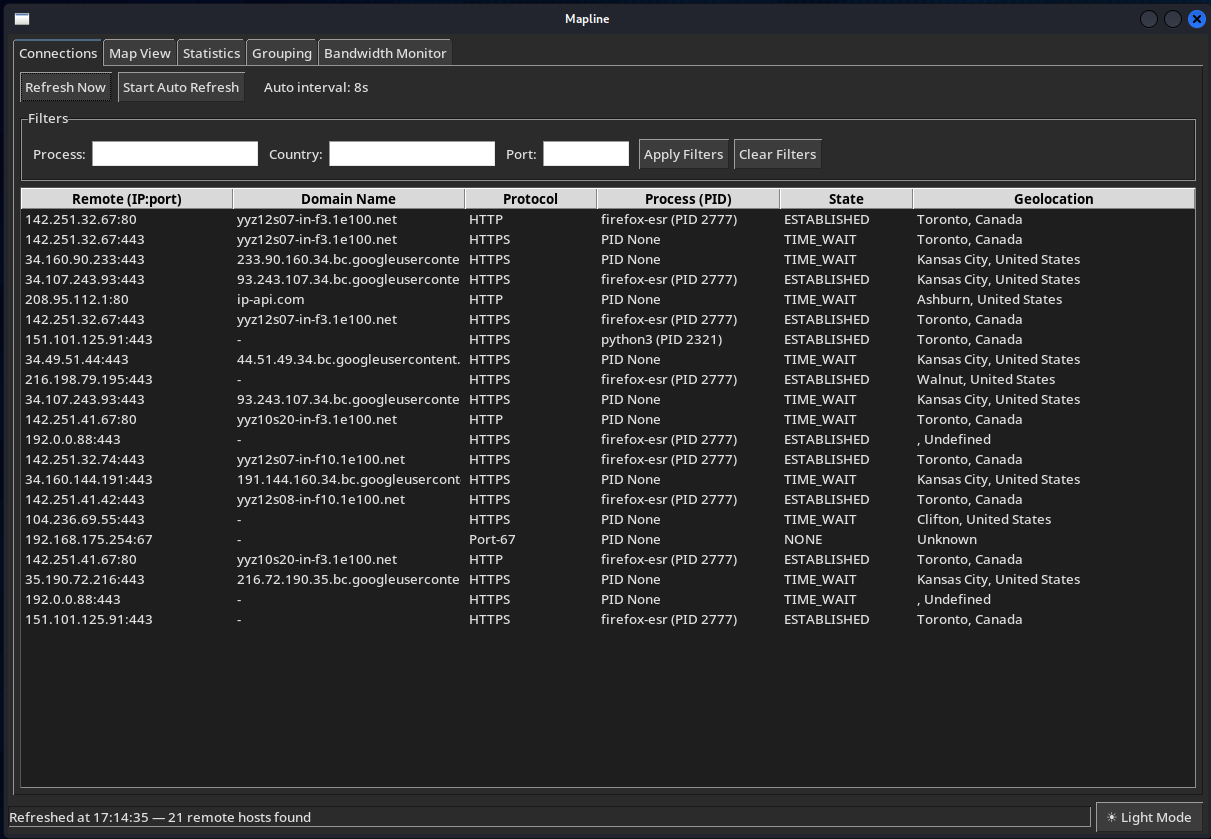 Mapline
Connections Map View Statistics Grouping Bandwidth Monitor
Refresh Now Start Auto Refresh Auto interval: 8s
Filters
Process: Country: Port: Apply Filters Clear Filters
Remote (IP:port) Domain Name Protocol Process (PID) State Geolocation
142.251.32.67:80 yyz12s07-in-f3.1e100.net HTTP firefox-esr (PID 2777) ESTABLISHED Toronto, Canada
142.251.32.67:443 yyz12s07-in-f3.1e100.net HTTPS PID None TIME_WAIT Toronto, Canada
34.160.90.233:443 233.90.160.34.bc.googleuserconte HTTPS PID None TIME_WAIT Kansas City, United States
34.107.243.93:443 93.243.107.34.bc.googleuserconte HTTPS firefox-esr (PID 2777) ESTABLISHED Kansas City, United States
208.95.112.1:80 ip-api.com HTTP PID None TIME_WAIT Ashburn, United States
142.251.32.67:443 yyz12s07-in-f3.1e100.net HTTPS firefox-esr (PID 2777) ESTABLISHED Toronto, Canada
151.101.125.91:443 - HTTPS python3 (PID 2321) ESTABLISHED Toronto, Canada
34.49.51.44:443 44.51.49.34.bc.googleusercontent. HTTPS PID None TIME_WAIT Kansas City, United States
216.198.79.195:443 - HTTPS firefox-esr (PID 2777) ESTABLISHED Walnut, United States
34.107.243.93:443 93.243.107.34.bc.googleuserconte HTTPS PID None TIME_WAIT Kansas City, United States
142.251.41.67:80 yyz10s20-in-f3.1e100.net HTTP PID None TIME_WAIT Toronto, Canada
192.0.0.88:443 - HTTPS firefox-esr (PID 2777) ESTABLISHED , Undefined
142.251.32.74:443 yyz12s07-in-f10.1e100.net HTTPS firefox-esr (PID 2777) ESTABLISHED Toronto, Canada
34.160.144.191:443 191.144.160.34.bc.googleusercont HTTPS PID None TIME_WAIT Kansas City, United States
142.251.41.42:443 yyz12s08-in-f10.1e100.net HTTPS firefox-esr (PID 2777) ESTABLISHED Toronto, Canada
104.236.69.55:443 - HTTPS PID None TIME_WAIT Clifton, United States
192.168.175.254:67 - Port-67 PID None NONE Unknown
142.251.41.67:80 yyz10s20-in-f3.1e100.net HTTP firefox-esr (PID 2777) ESTABLISHED Toronto, Canada
35.190.72.216:443 216.72.190.35.bc.googleuserconte HTTPS PID None TIME_WAIT Kansas City, United States
192.0.0.88:443 - HTTPS PID None TIME_WAIT , Undefined
151.101.125.91:443 - HTTPS firefox-esr (PID 2777) ESTABLISHED Toronto, Canada
Refreshed at 17:14:35 — 21 remote hosts found ☀ Light Mode